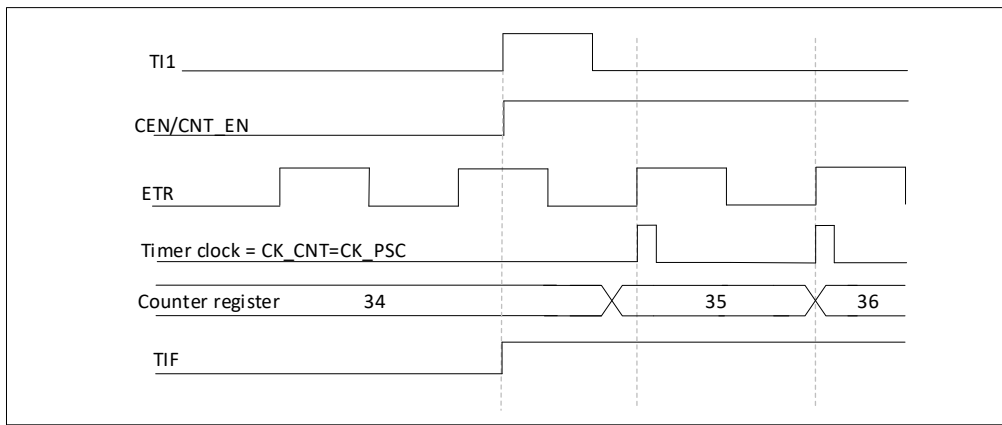 TI1
CEN/CNT_EN
ETR
Timer clock = CK_CNT=CK_PSC
Counter register 34 35 36
TIF